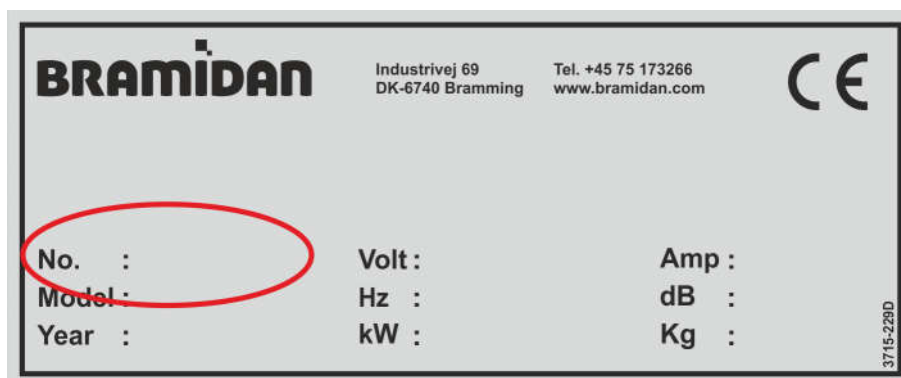 BRAMIDAN
Industrivej 69 Tel. +45 75 173266
DK-6740 Bramming www.bramidan.com
CE
No. : Volt : Amp :
Model : Hz : dB :
Year : kW : Kg :
3715-229D